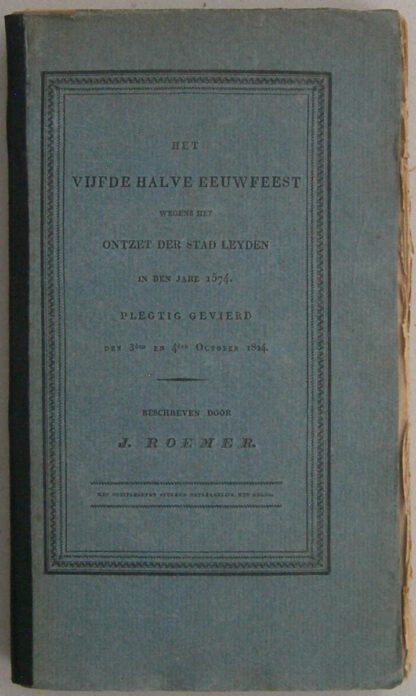 HET
VIJFDE HALVE EEUWFEEST
WEGENS HET
ONTZET DER STAD LEYDEN
IN DEN JARE 1574.
PLEGTIG GEVIERD
DEN 3den EN 4den OCTOBER 1824.
BESCHREVEN DOOR
J. ROEMER.